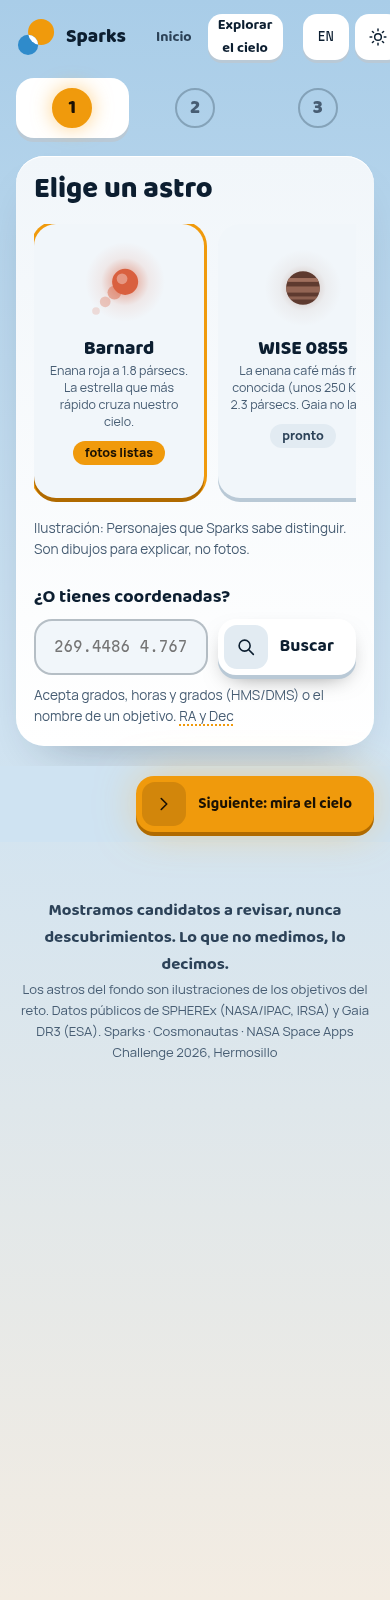 Sparks
Inicio
Explorar
el cielo
EN
1
2
3
Elige un astro
Barnard
Enana roja a 1.8 pársecs.
La estrella que más
rápido cruza nuestro
cielo.
fotos listas
WISE 0855
La enana café más fr
conocida (unos 250 K
2.3 pársecs. Gaia no la
pronto
Ilustración: Personajes que Sparks sabe distinguir.
Son dibujos para explicar, no fotos.
¿O tienes coordenadas?
269.4486 4.767
Buscar
Acepta grados, horas y grados (HMS/DMS) o el
nombre de un objetivo. RA y Dec
Siguiente: mira el cielo
Mostramos candidatos a revisar, nunca
descubrimientos. Lo que no medimos, lo
decimos.
Los astros del fondo son ilustraciones de los objetivos del
reto. Datos públicos de SPHEREx (NASA/IPAC, IRSA) y Gaia
DR3 (ESA). Sparks · Cosmonautas · NASA Space Apps
Challenge 2026, Hermosillo